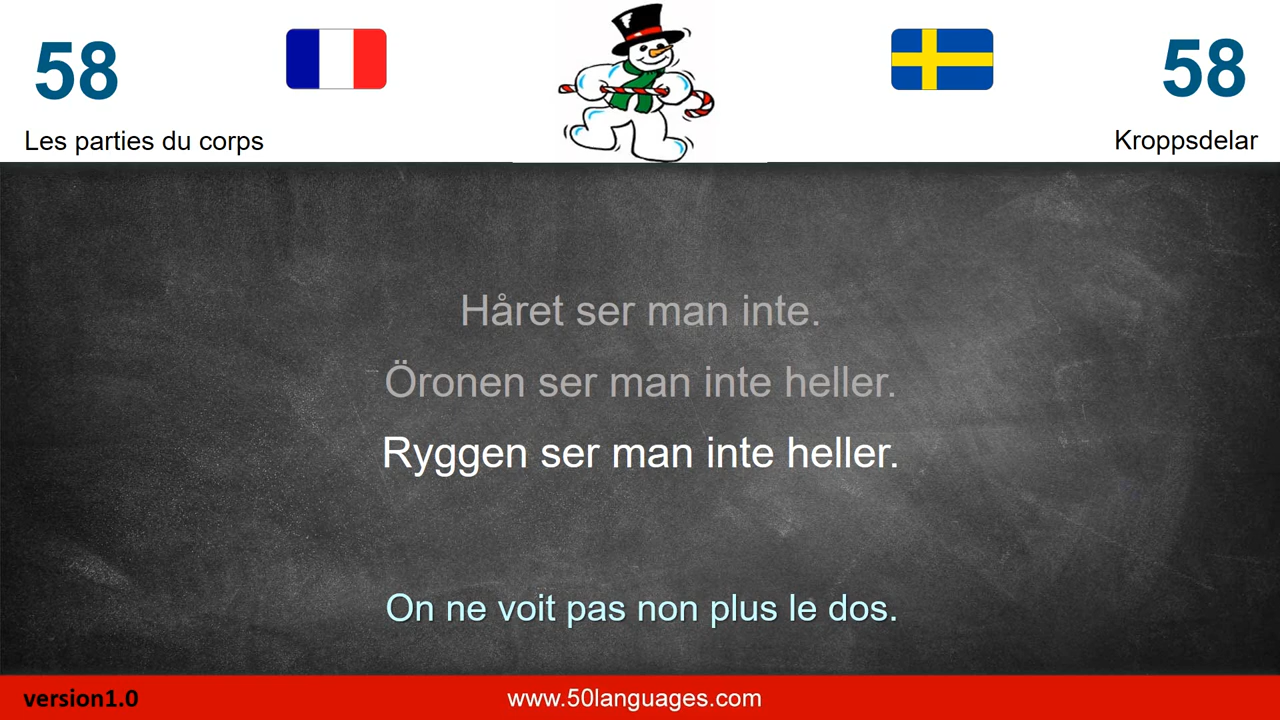 58
58
Les parties du corps
Kroppsdelar
Håret ser man inte.
Öronen ser man inte heller.
Ryggen ser man inte heller.
On ne voit pas non plus le dos.
version1.0
www.50languages.com